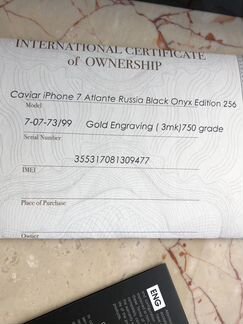 INTERNATIONAL CERTIFICATE
of OWNERSHIP
Caviar iPhone 7 Atlante Russia Black Onyx Edition 256
Model
7-07-73/99 Gold Engraving ( 3mk)750 grade
Serial Number
355317081309477
IMEI
Place of Purchase
Owner
ENG